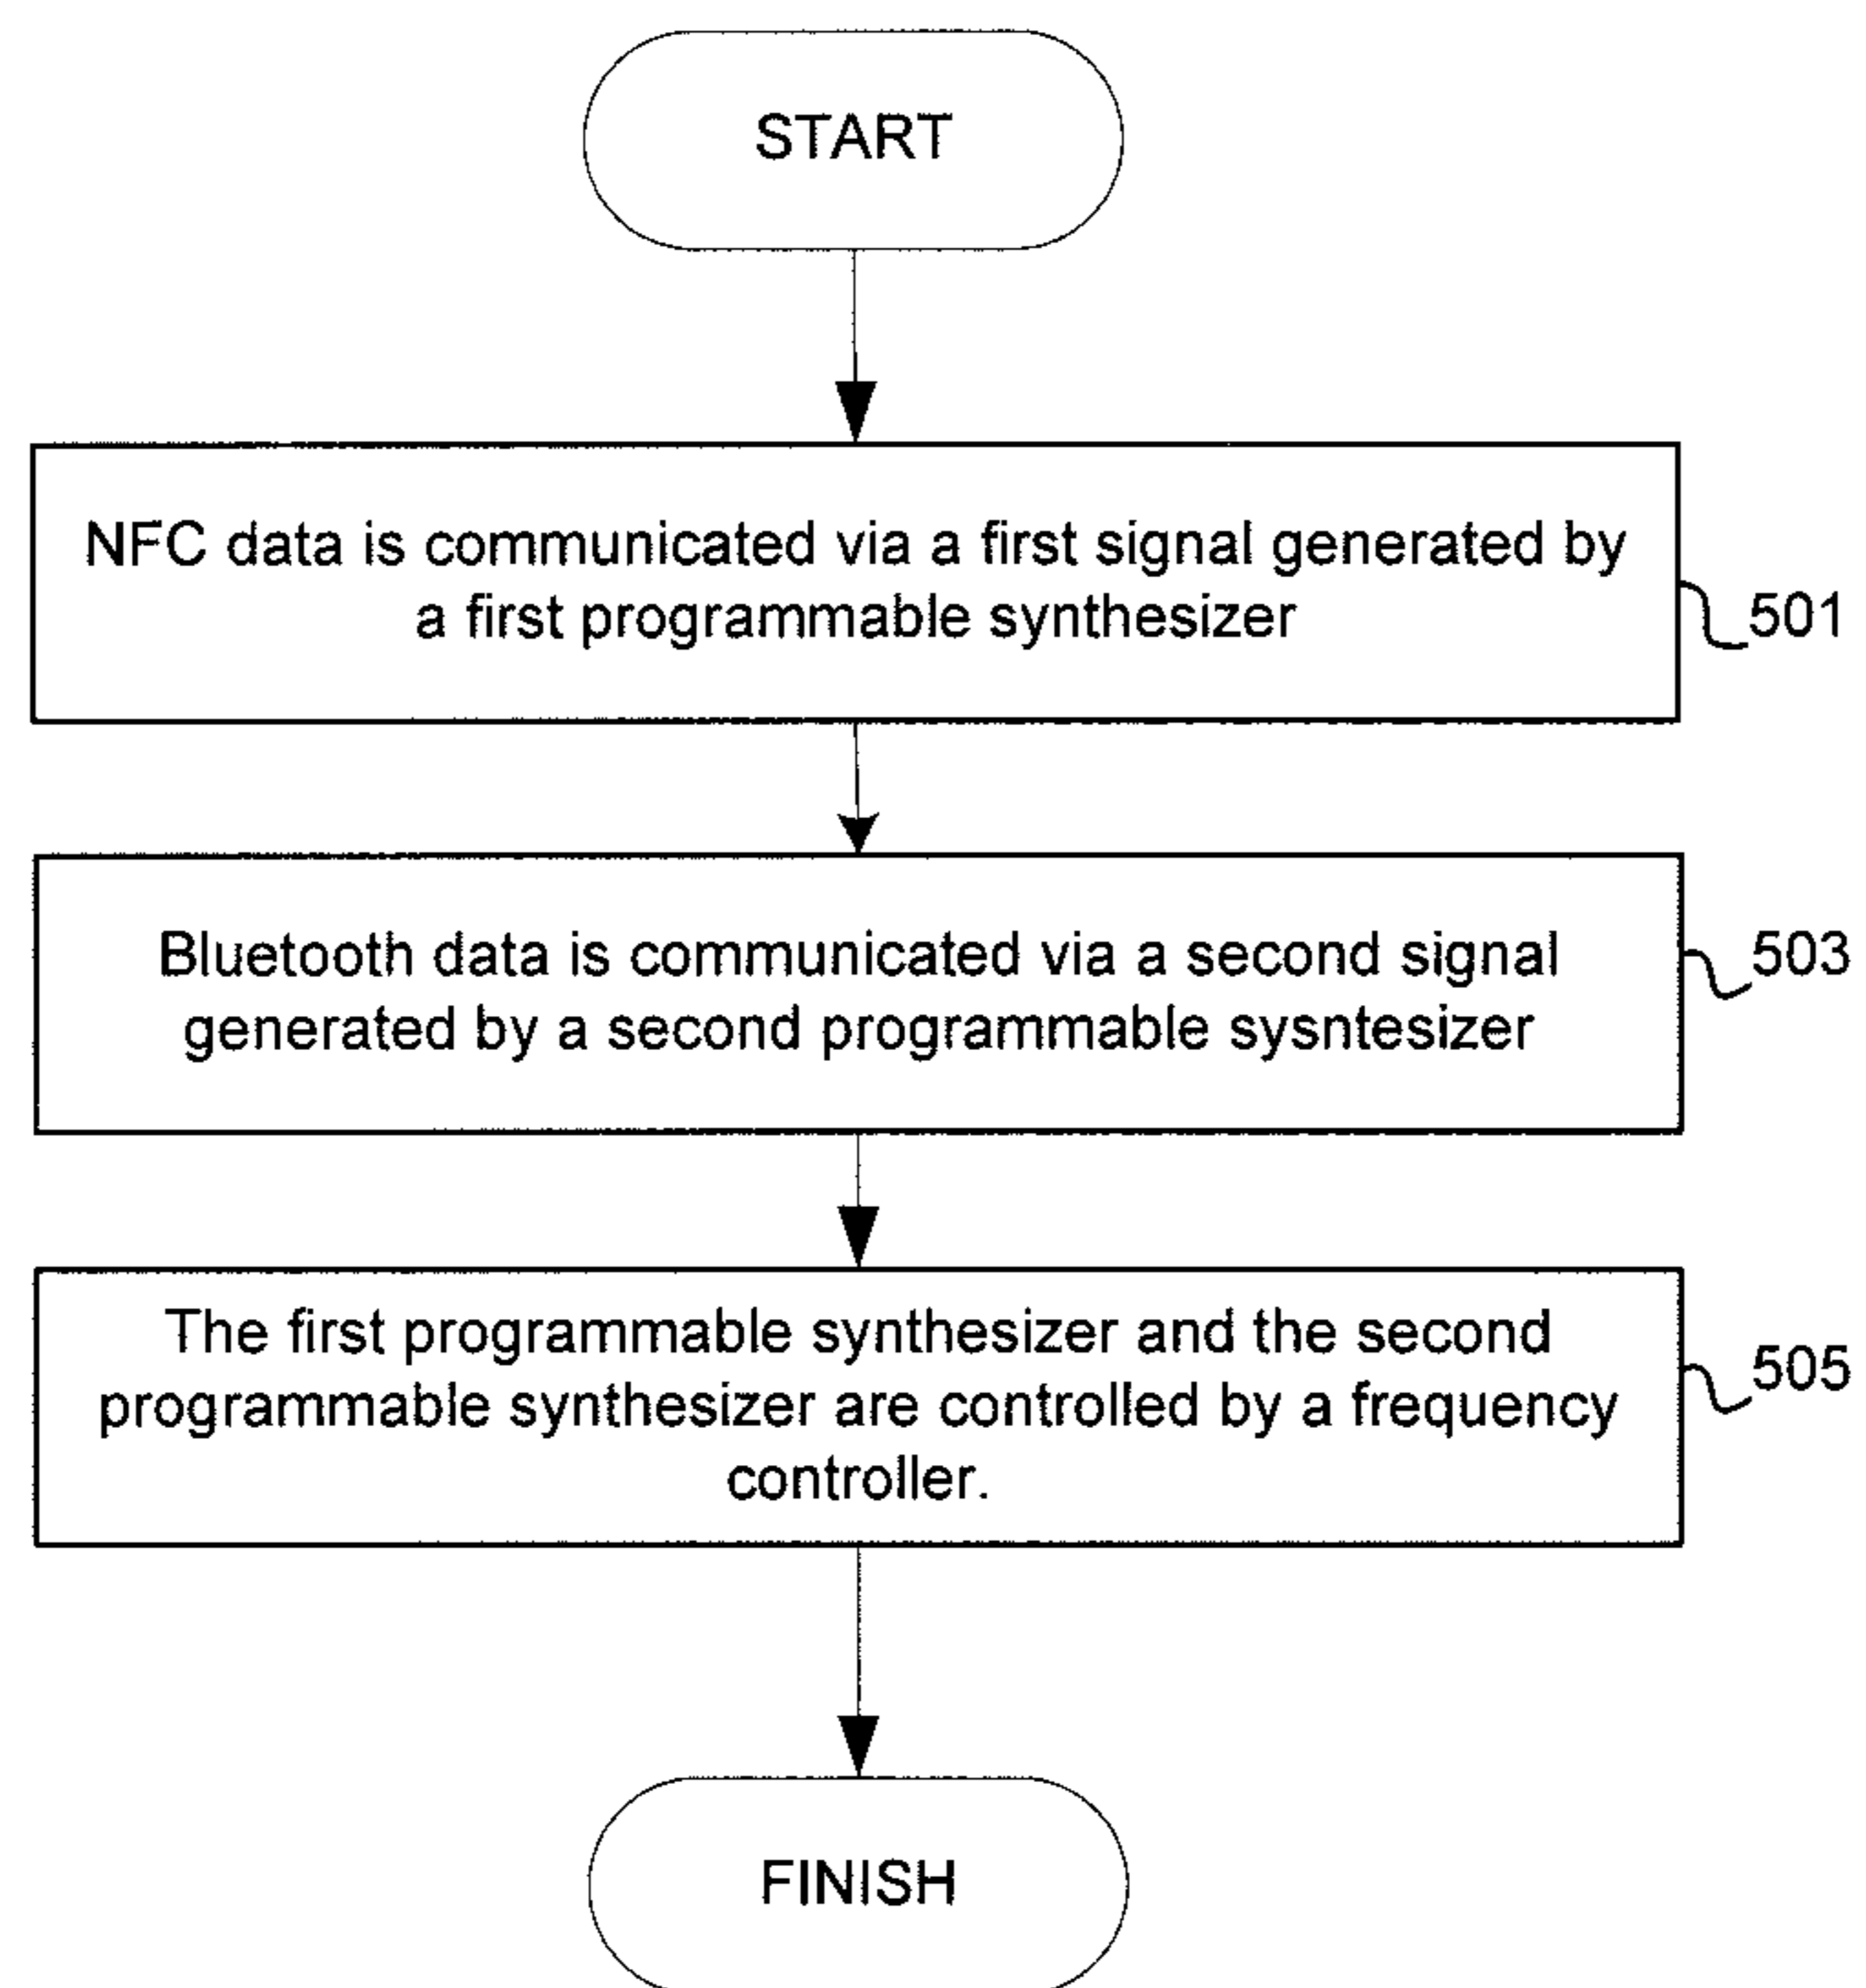 START
NFC data is communicated via a first signal generated by
a first programmable synthesizer
501
Bluetooth data is communicated via a second signal
generated by a second programmable sysntesizer
503
The first programmable synthesizer and the second
programmable synthesizer are controlled by a frequency
controller.
505
FINISH